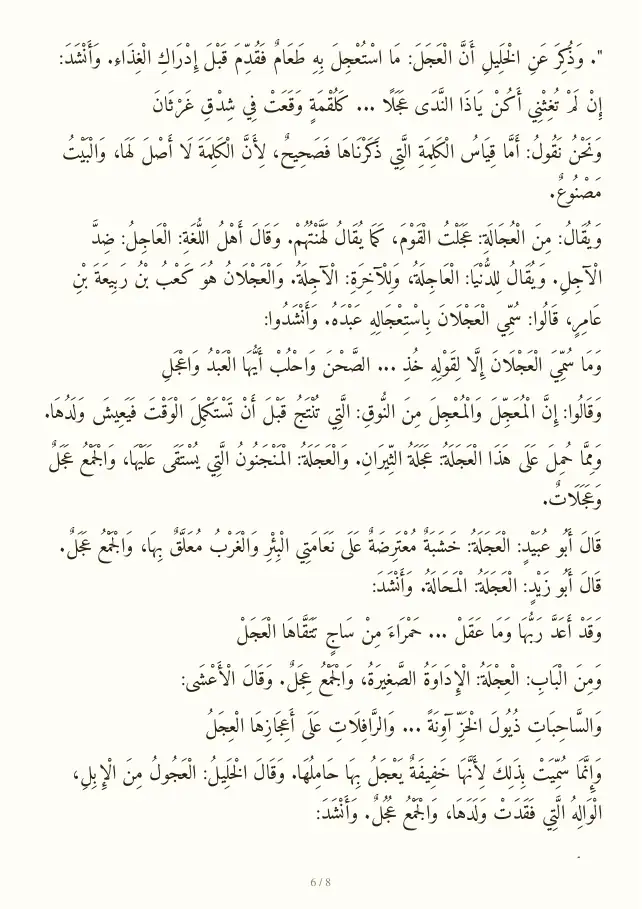 ". وَذُكِرَ عَنِ الْخَلِيلِ أَنَّ الْعَجَلَ: مَا اسْتُعْجِلَ بِهِ طَعَامٌ فَقُدِّمَ قَبْلَ إِدْرَاكِ الْغِذَاءِ. وَأَنْشَدَ:
إِنْ لَمْ تُغِثْنِي أَكُنْ يَاذَا النَّدَى عَجَلًا ... كَلُقْمَةٍ وَقَعَتْ فِي شِدْقِ غَرْثَانَ
وَنَحْنُ نَقُولُ: أَمَّا قِيَاسُ الْكَلِمَةِ الَّتِي ذَكَرْنَاهَا فَصَحِيحٌ، لِأَنَّ الْكَلِمَةَ لَا أَصْلَ لَهَا، وَالْبَيْتُ
مَصْنُوعٌ.
وَيُقَالُ: مِنَ الْعُجَالَةِ: عَجَّلْتُ الْقَوْمَ، كَمَا يُقَالُ لَهَّنْتُهُمْ. وَقَالَ أَهْلُ اللُّغَةِ: الْعَاجِلُ: ضِدُّ
الْآجِلِ. وَيُقَالُ لِلدُّنْيَا: الْعَاجِلَةُ، وَلِلْآخِرَةِ: الْآجِلَةُ. وَالْعَجْلَانُ هُوَ كَعْبُ بْنُ رَبِيعَةَ بْنِ
عَامِرٍ، قَالُوا: سُمِّيَ الْعَجْلَانَ بِاسْتِعْجَالِهِ عَبْدَهُ. وَأَنْشَدُوا:
وَمَا سُمِّيَ الْعَجْلَانَ إِلَّا لِقَوْلِهِ خُذِ ... الصَّحْنَ وَاحْلُبْ أَيُّهَا الْعَبْدُ وَاعْجَلِ
وَقَالُوا: إِنَّ الْمُعَجِّلَ وَالْمُعْجِلَ مِنَ النُّوقِ: الَّتِي تُنْتَجُ قَبْلَ أَنْ تَسْتَكْمِلَ الْوَقْتَ فَيَعِيشَ وَلَدُهَا.
وَمِمَّا حُمِلَ عَلَى هَذَا الْعَجَلَةُ: عَجَلَةُ الثِّيرَانِ. وَالْعَجَلَةُ: الْمَنْجَنُونُ الَّتِي يُسْتَقَى عَلَيْهَا، وَالْجَمْعُ عَجَلٌ
وَعَجَلَاتٌ.
قَالَ أَبُو عُبَيْدٍ: الْعَجَلَةُ: خَشَبَةٌ مُعْتَرِضَةٌ عَلَى نَعَامَتِي الْبِئْرِ وَالْغَرْبُ مُعَلَّقٌ بِهَا، وَالْجَمْعُ عَجَلٌ.
قَالَ أَبُو زَيْدٍ: الْعَجَلَةُ: الْمَحَالَةُ. وَأَنْشَدَ:
وَقَدْ أَعَدَّ رَبُّهَا وَمَا عَقَلْ ... حَمْرَاءَ مِنْ سَاجٍ تَتَقَّاهَا الْعَجَلْ
وَمِنَ الْبَابِ: الْعِجْلَةُ: الْإِدَاوَةُ الصَّغِيرَةُ، وَالْجَمْعُ عِجَلٌ. وَقَالَ الْأَعْشَى:
وَالسَّاحِبَاتِ ذُيُولَ الْخَزِّ آوِنَةً ... وَالرَّافِلَاتِ عَلَى أَعِجَازِهَا الْعِجَلُ
وَإِنَّمَا سُمِّيَتْ بِذَلِكَ لِأَنَّهَا خَفِيفَةٌ يَعْجَلُ بِهَا حَامِلُهَا. وَقَالَ الْخَلِيلُ: الْعَجُولُ مِنَ الْإِبِلِ،
الْوَالِهُ الَّتِي فَقَدَتْ وَلَدَهَا، وَالْجَمْعُ عُجُلٌ. وَأَنْشَدَ:
6 / 8